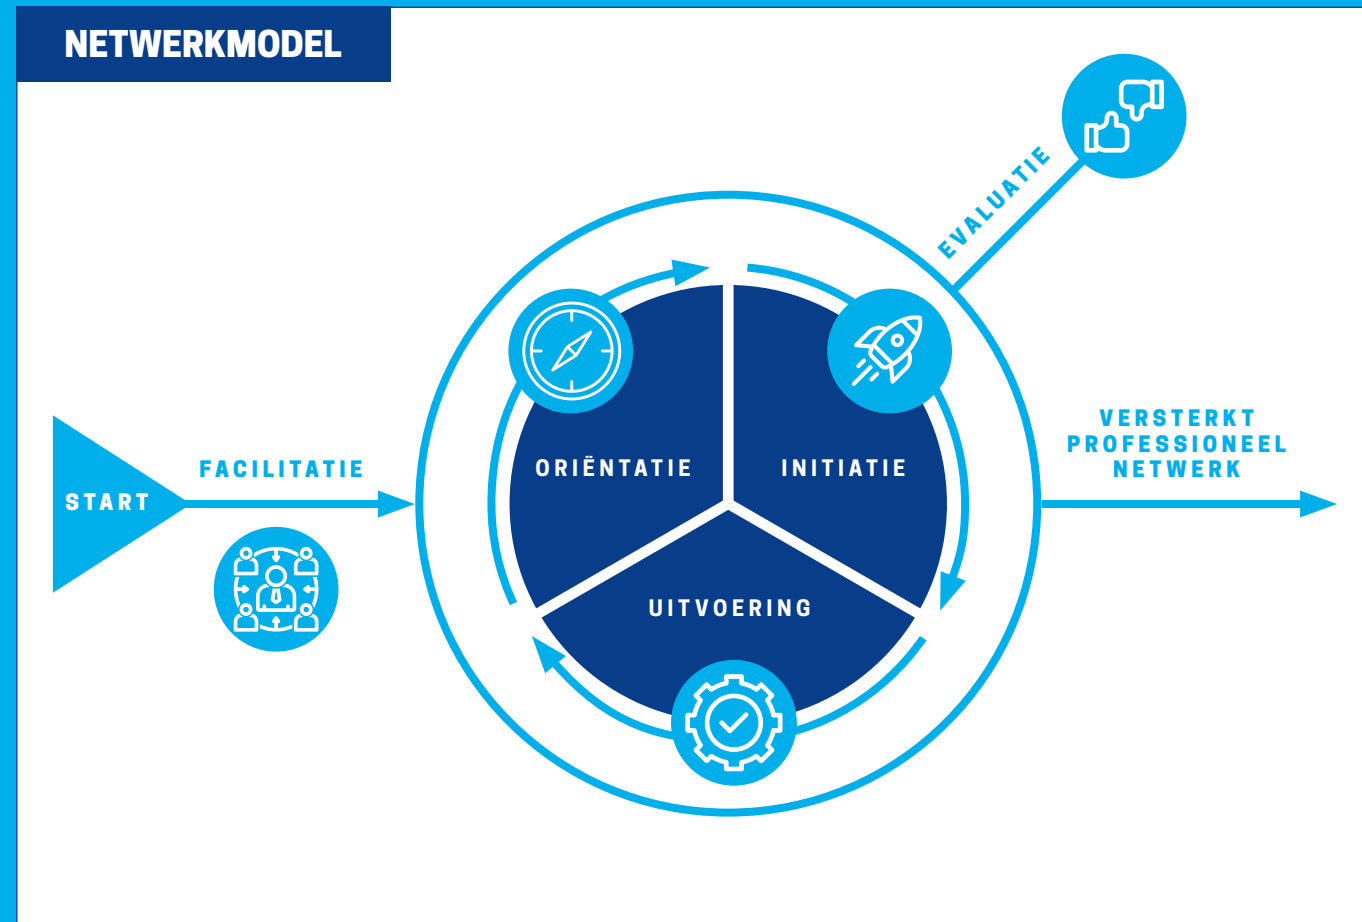 NETWERKMODEL
EVALUATIE
START
FACILITATIE
ORIËNTATIE
INITIATIE
UITVOERING
VERSTERKT
PROFESSIONEEL
NETWERK